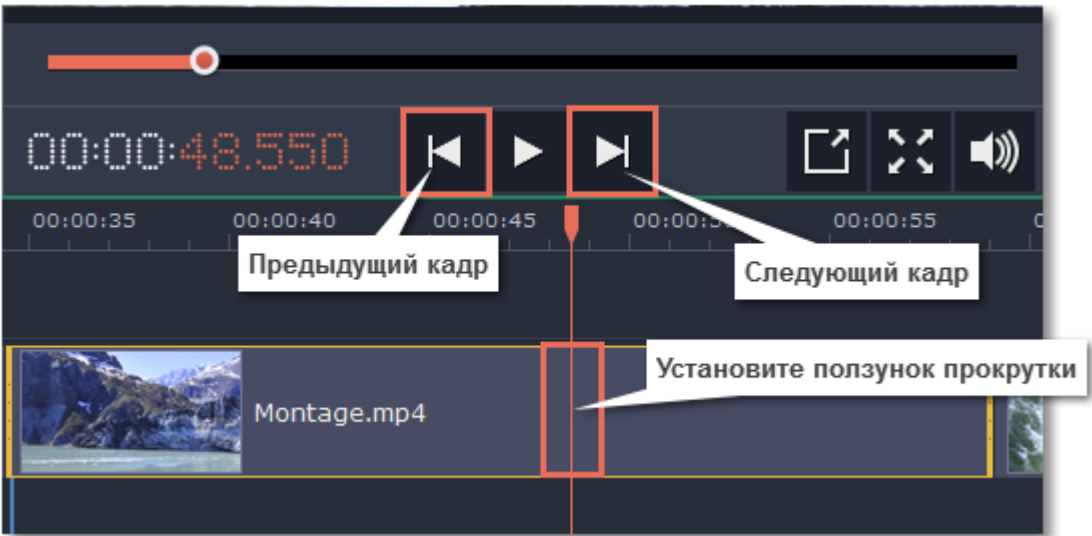 00:00:48.550
00:00:35 00:00:40 00:00:45 00:00:55
Предыдущий кадр
Следующий кадр
Установите ползунок прокрутки
Montage.mp4